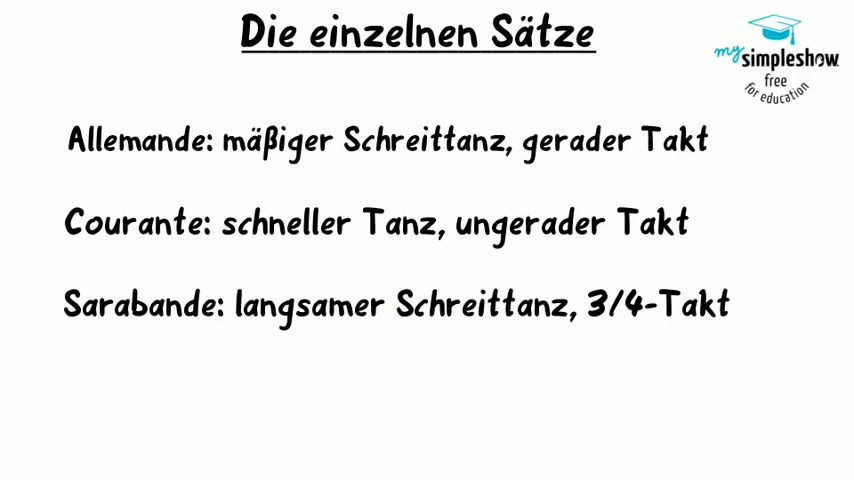 Die einzelnen Sätze
my
simpleshow
free
for education
Allemande: mäßiger Schreittanz, gerader Takt
Courante: schneller Tanz, ungerader Takt
Sarabande: langsamer Schreittanz, 3/4-Takt